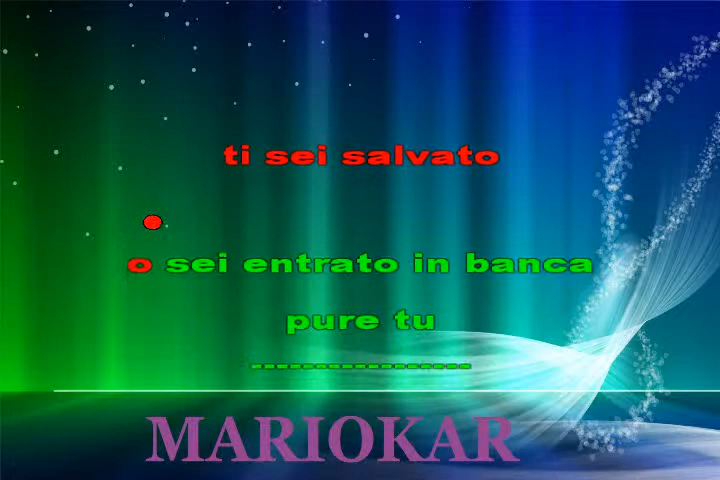 ti sei salvato
o sei entrato in banca
pure tu
-----------------
MARIOKAR